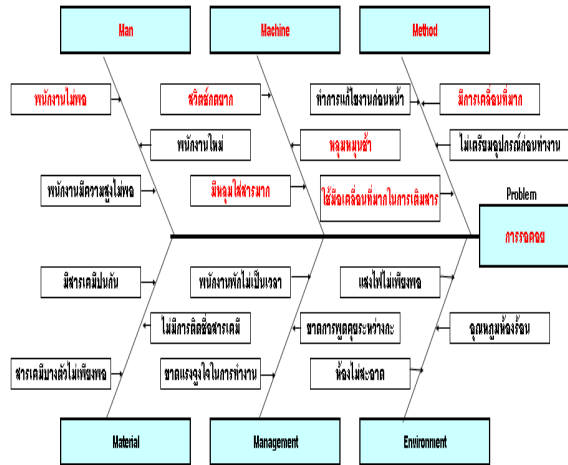 Man
Machine
Method
พนักงานไม่พอ
สวิตช์กดยาก
ทำการแก้ไขงานก่อนหน้า
มีการเคลื่อนที่มาก
พนักงานใหม่
หลุมหมุนช้า
ไม่เตรียมอุปกรณ์ก่อนทำงาน
พนักงานมีความสูงไม่พอ
มีหลุมใส่สารมาก
ใช้มือเคลื่อนที่มากในการเติมสาร
Problem
การรอคอย
มีสารเคมีปนกัน
พนักงานพักไม่เป็นเวลา
แสงไฟไม่เพียงพอ
ไม่มีการติดชื่อสารเคมี
ขาดการพูดคุยระหว่างกะ
อุณหภูมิห้องร้อน
สารเคมีบางตัวไม่เพียงพอ
ขาดแรงจูงใจในการทำงาน
ห้องไม่สะอาด
Material
Management
Environment